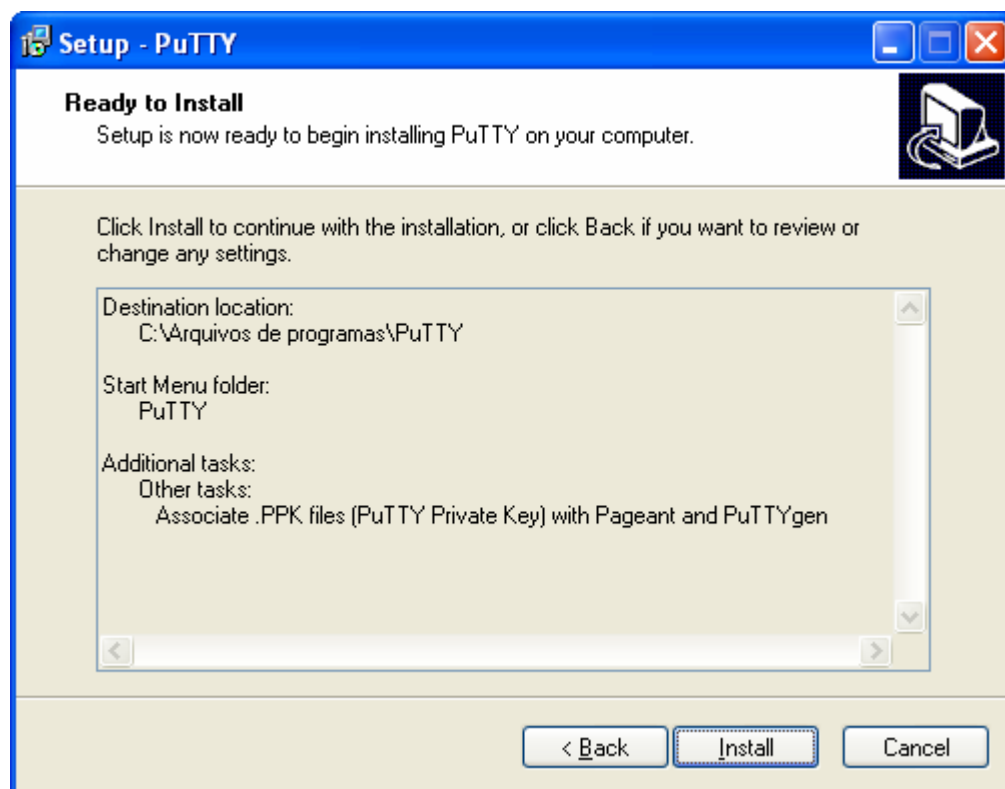 Setup - PuTTY
Ready to Install
Setup is now ready to begin installing PuTTY on your computer.
Click Install to continue with the installation, or click Back if you want to review or
change any settings.
Destination location:
C:\Arquivos de programas\PuTTY
Start Menu folder:
PuTTY
Additional tasks:
Other tasks:
Associate .PPK files (PuTTY Private Key) with Pageant and PuTTYgen
< Back Install Cancel